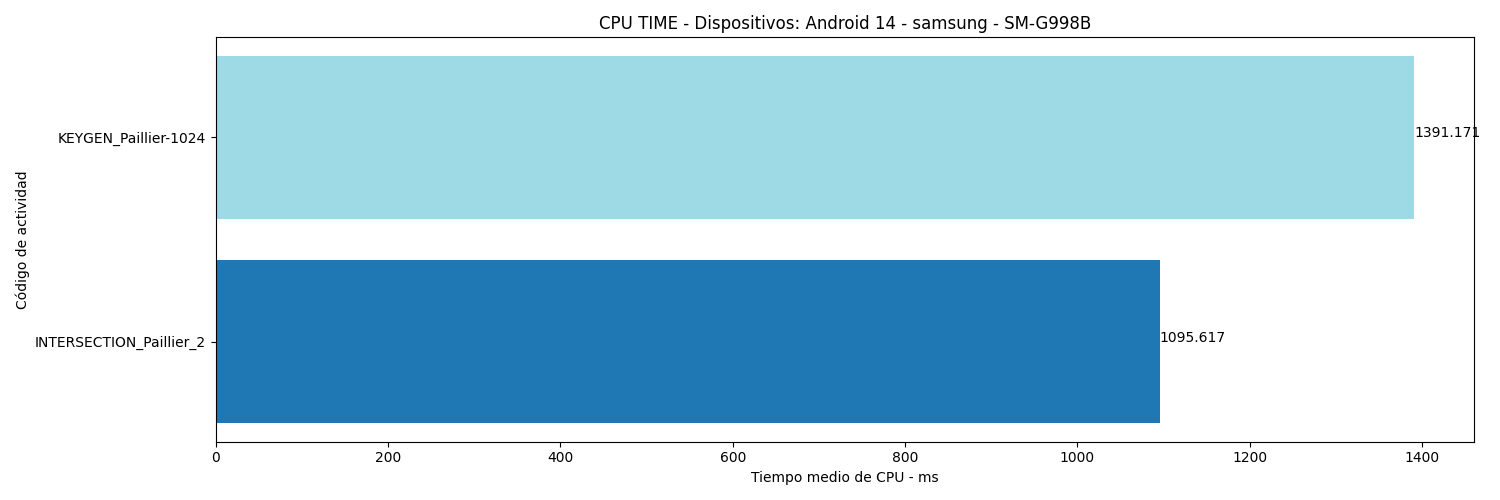 CPU TIME - Dispositivos: Android 14 - samsung - SM-G998B
KEYGEN_Paillier-1024
1391.171
Código de actividad
INTERSECTION_Paillier_2
1095.617
0 200 400 600 800 1000 1200 1400
Tiempo medio de CPU - ms